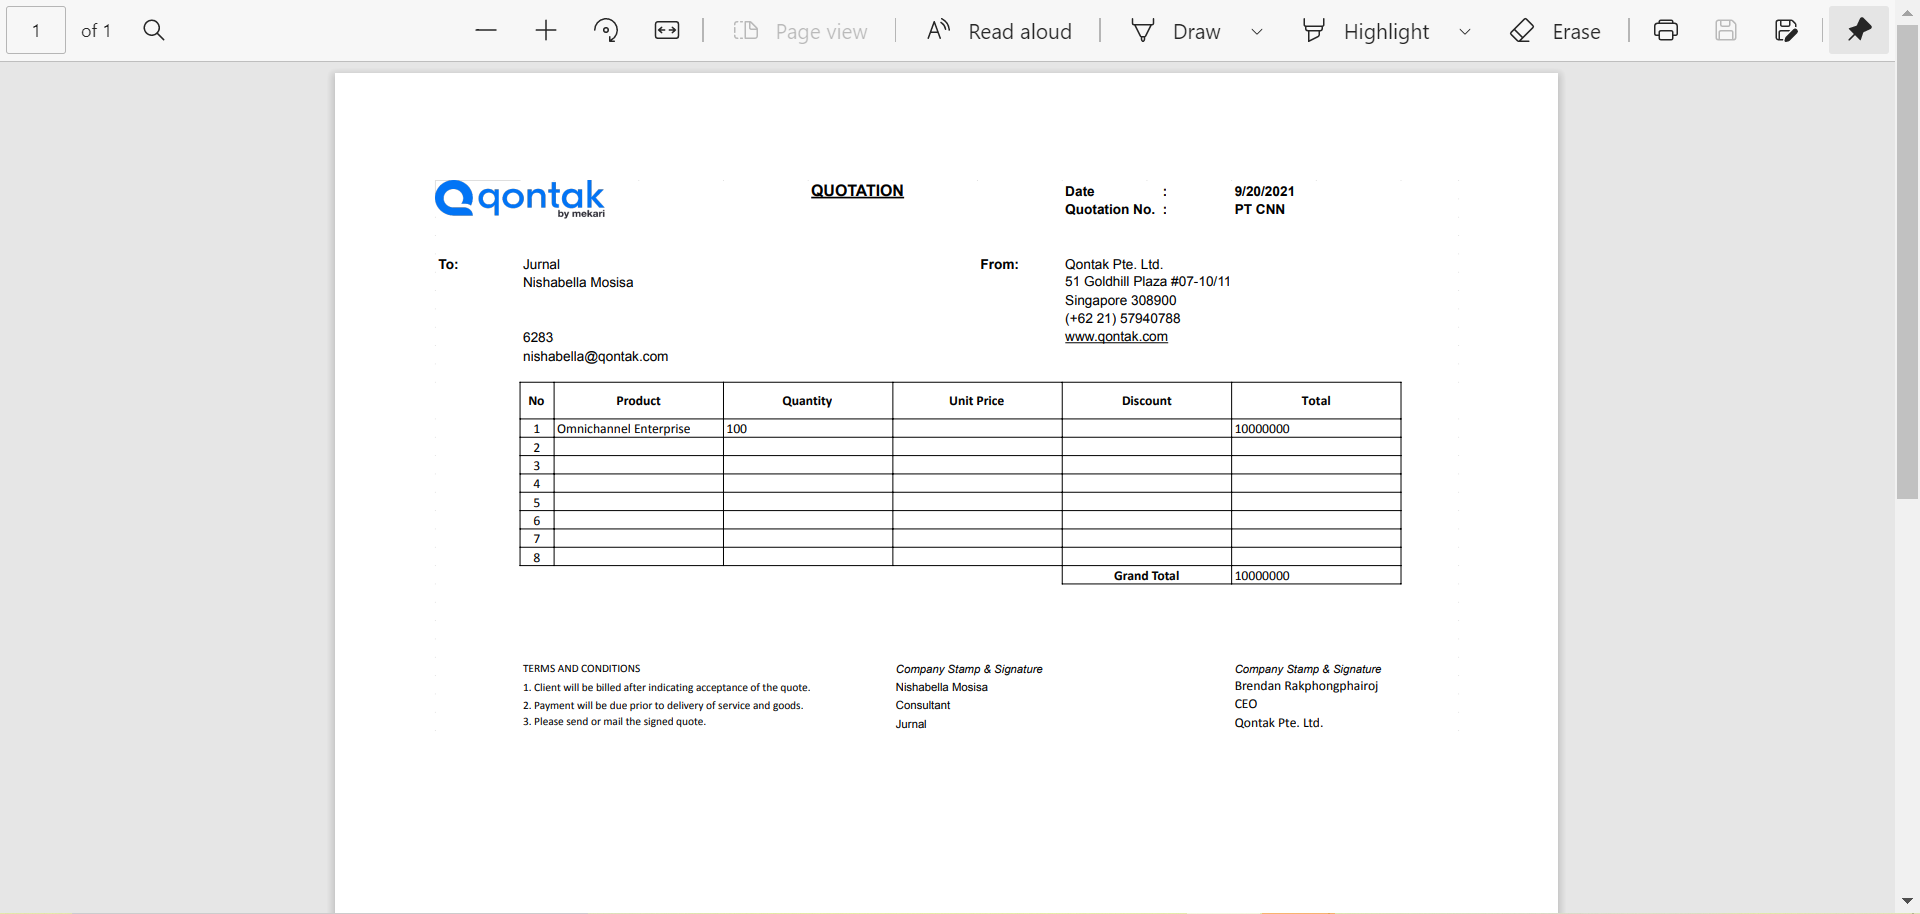 1 of 1 Page view Read aloud Draw Highlight Erase
qontak
by mekari
QUOTATION
Date : 9/20/2021
Quotation No. : PT CNN
To: Jurnal
Nishabella Mosisa
6283
nishabella@qontak.com
From: Qontak Pte. Ltd.
51 Goldhill Plaza #07-10/11
Singapore 308900
(+62 21) 57940788
www.qontak.com
No Product Quantity Unit Price Discount Total
1 Omnichannel Enterprise 100 10000000
2
3
4
5
6
7
8
Grand Total 10000000
TERMS AND CONDITIONS
1. Client will be billed after indicating acceptance of the quote.
2. Payment will be due prior to delivery of service and goods.
3. Please send or mail the signed quote.
Company Stamp & Signature
Nishabella Mosisa
Consultant
Jurnal
Company Stamp & Signature
Brendan Rakphongphairoj
CEO
Qontak Pte. Ltd.